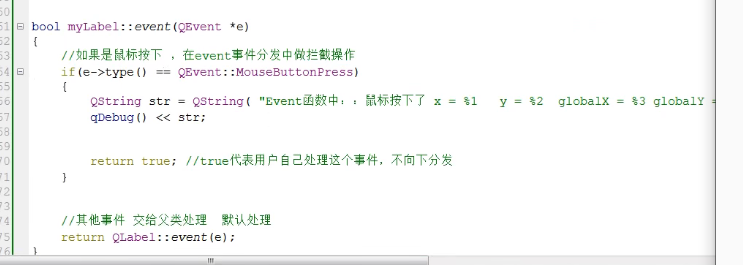 bool myLabel::event(QEvent *e)
{
//如果是鼠标按下 ，在event事件分发中做拦截操作
if(e->type() == QEvent::MouseButtonPress)
{
QString str = QString( "Event函数中：：鼠标按下了 x = %1 y = %2 globalX = %3 globalY =
qDebug() << str;
return true; //true代表用户自己处理这个事件，不向下分发
}
//其他事件 交给父类处理 默认处理
return QLabel::event(e);
}